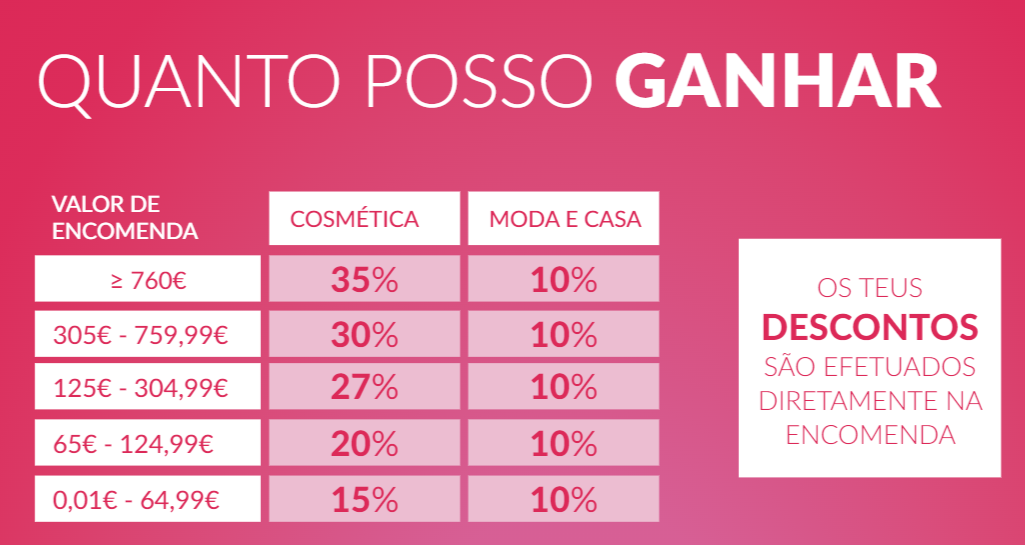 QUANTO POSSO GANHAR
VALOR DE
ENCOMENDA
COSMÉTICA
MODA E CASA
≥ 760€ 35% 10%
305€ - 759,99€ 30% 10%
125€ - 304,99€ 27% 10%
65€ - 124,99€ 20% 10%
0,01€ - 64,99€ 15% 10%
OS TEUS
DESCONTOS
SÃO EFETUADOS
DIRETAMENTE NA
ENCOMENDA